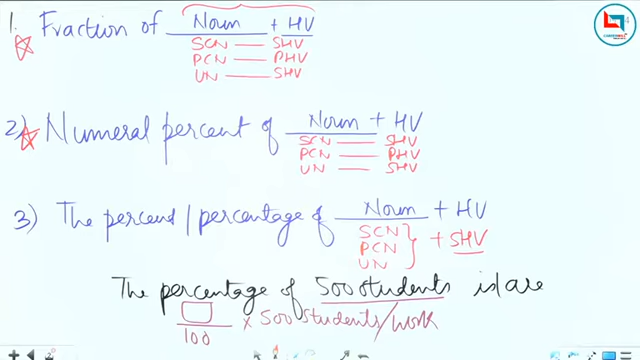 1. Fraction of Noun + HV
SCN — SHV
PCN — PHV
UN — SHV
2) Numeral percent of Noun + HV
SCN — SHV
PCN — PHV
UN — SHV
3) The percent / percentage of Noun + HV
SCN
PCN } + SHV
UN
The percentage of 500 students is/are
☐/100 × 500 students/work